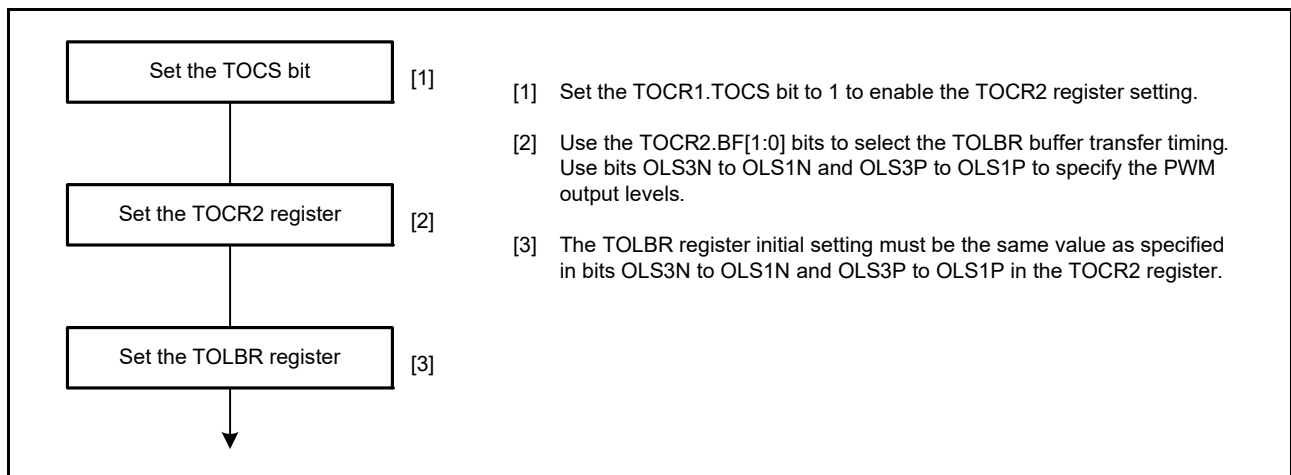 Set the TOCS bit
[1]
Set the TOCR2 register
[2]
Set the TOLBR register
[3]
[1] Set the TOCR1.TOCS bit to 1 to enable the TOCR2 register setting.
[2] Use the TOCR2.BF[1:0] bits to select the TOLBR buffer transfer timing.
Use bits OLS3N to OLS1N and OLS3P to OLS1P to specify the PWM
output levels.
[3] The TOLBR register initial setting must be the same value as specified
in bits OLS3N to OLS1N and OLS3P to OLS1P in the TOCR2 register.